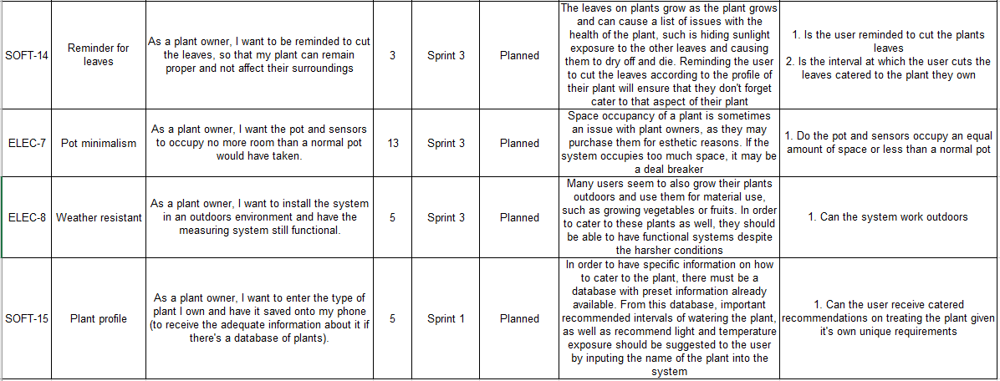 SOFT-14
Reminder for
leaves
As a plant owner, I want to be reminded to cut
the leaves, so that my plant can remain
proper and not affect their surroundings
3
Sprint 3
Planned
The leaves on plants grow as the plant grows
and can cause a list of issues with the
health of the plant, such is hiding sunlight
exposure to the other leaves and causing
them to dry off and die. Reminding the user
to cut the leaves according to the profile of
their plant will ensure that they don't forget
cater to that aspect of their plant
1. Is the user reminded to cut the plants
leaves
2. Is the interval at which the user cuts the
leaves catered to the plant they own
ELEC-7
Pot minimalism
As a plant owner, I want the pot and sensors
to occupy no more room than a normal pot
would have taken.
13
Sprint 3
Planned
Space occupancy of a plant is sometimes
an issue with plant owners, as they may
purchase them for esthetic reasons. If the
system occupies too much space, it may be
a deal breaker
1. Do the pot and sensors occupy an equal
amount of space or less than a normal pot
ELEC-8
Weather resistant
As a plant owner, I want to install the system
in an outdoors environment and have the
measuring system still functional.
5
Sprint 3
Planned
Many users seem to also grow their plants
outdoors and use them for material use,
such as growing vegetables or fruits. In order
to cater to these plants as well, they should
be able to have functional systems despite
the harsher conditions
1. Can the system work outdoors
SOFT-15
Plant profile
As a plant owner, I want to enter the type of
plant I own and have it saved onto my phone
(to receive the adequate information about it if
there's a database of plants).
5
Sprint 1
Planned
In order to have specific information on how
to cater to the plant, there must be a
database with preset information already
available. From this database, important
recommended intervals of watering the plant,
as well as recommend light and temperature
exposure should be suggested to the user
by inputing the name of the plant into the
system
1. Can the user receive catered
recommendations on treating the plant given
it's own unique requirements